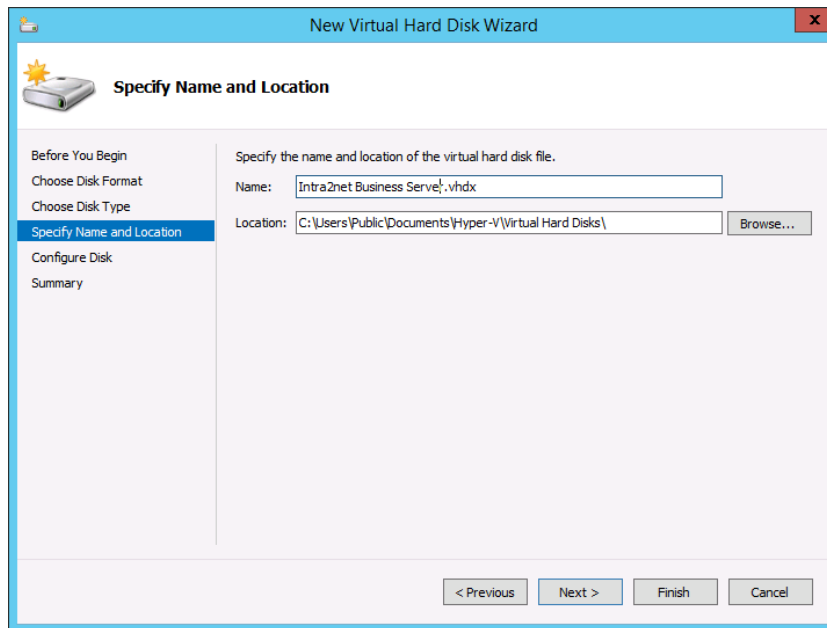 New Virtual Hard Disk Wizard
x
Specify Name and Location
Before You Begin
Choose Disk Format
Choose Disk Type
Specify Name and Location
Configure Disk
Summary
Specify the name and location of the virtual hard disk file.
Name: Intra2net Business Server.vhdx
Location: C:\Users\Public\Documents\Hyper-V\Virtual Hard Disks\ Browse...
< Previous Next > Finish Cancel